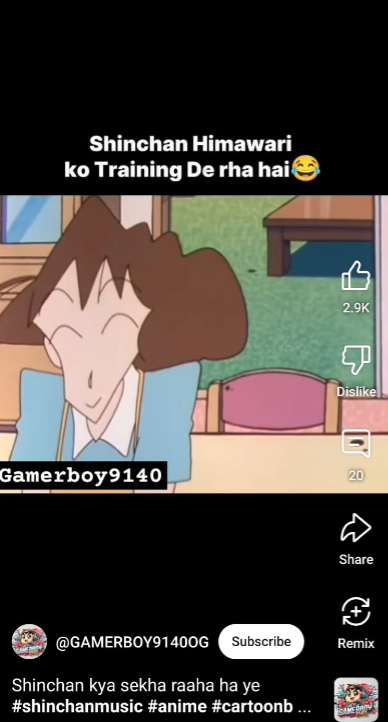 Shinchan Himawari
ko Training De rha hai😂
2.9K
Dislike
Gamerboy9140
20
Share
Remix
@GAMERBOY9140OG
Subscribe
Shinchan kya sekha raaha ha ye
#shinchanmusic #anime #cartoonb ...